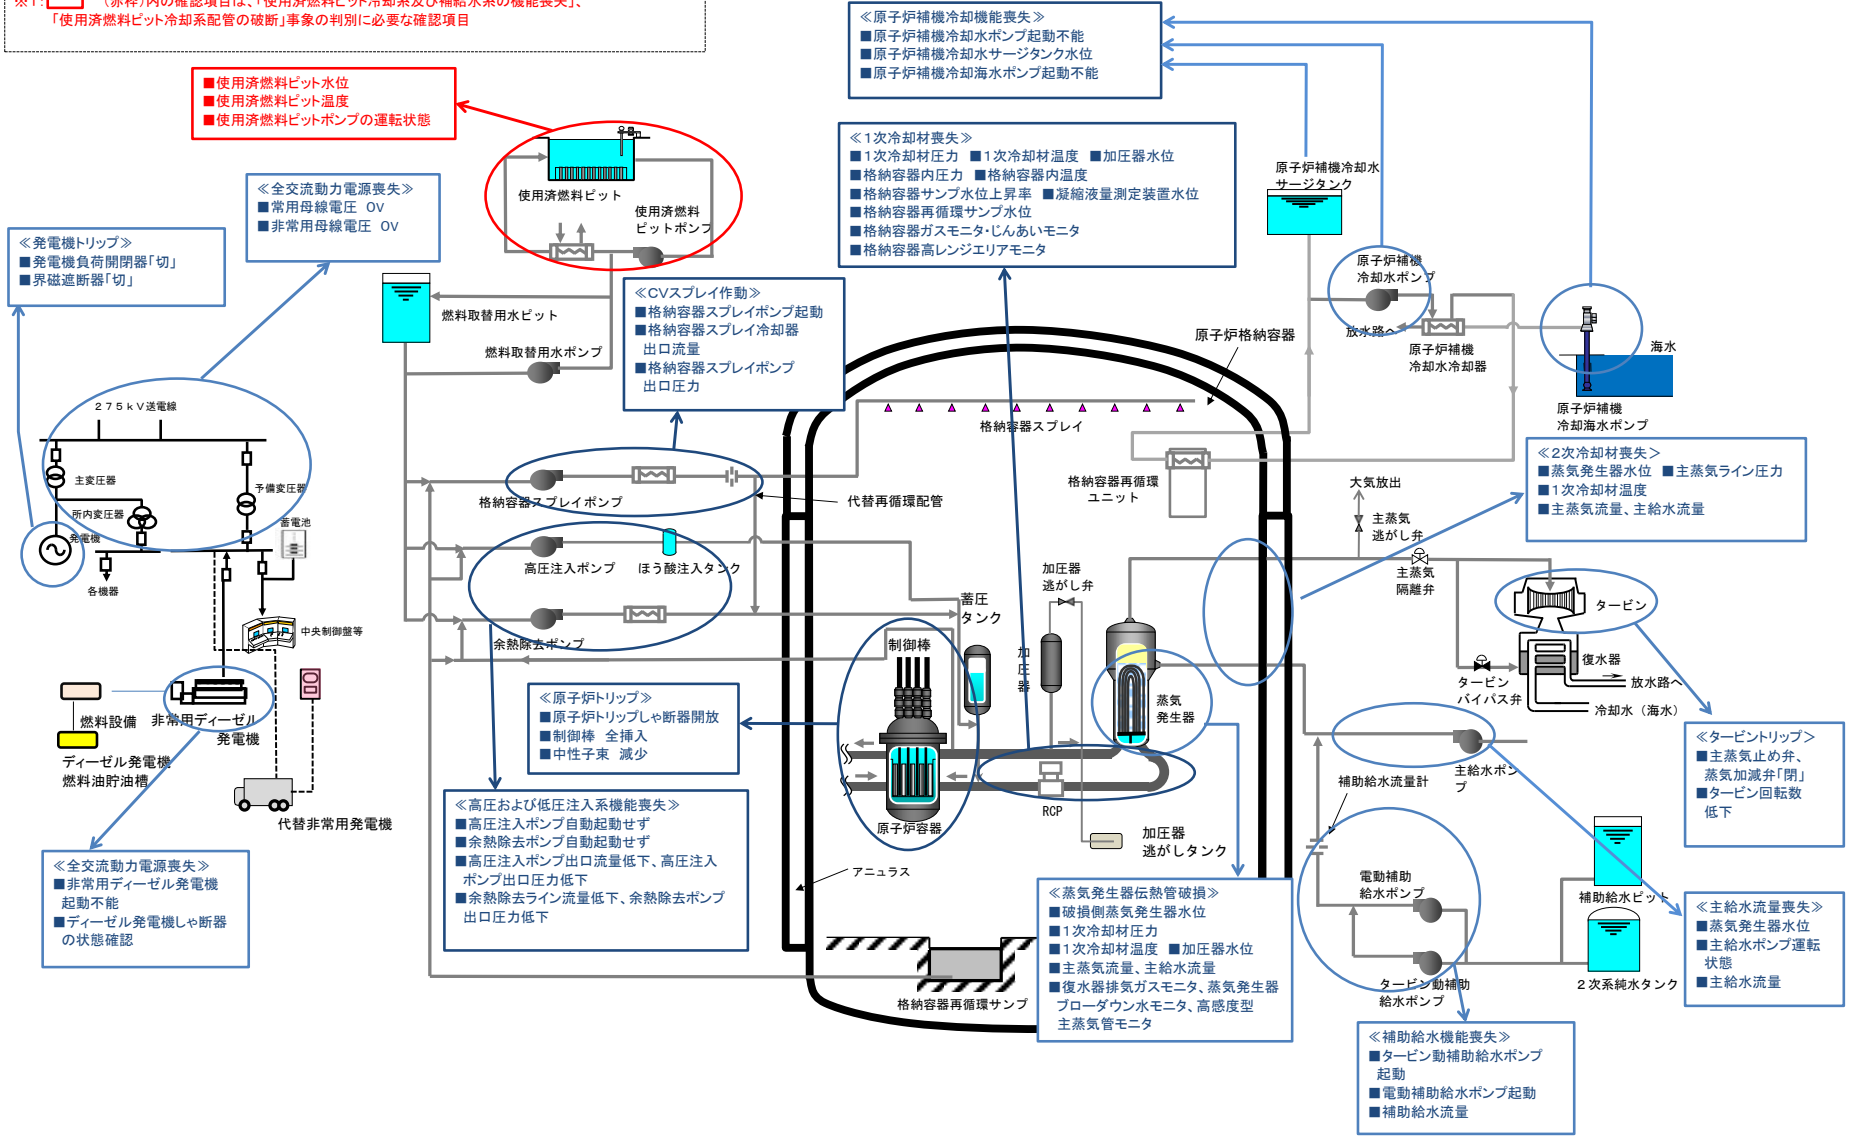 ※1: （赤枠）内の確認項目は、「使用済燃料ピット冷却系及び補給水系の機能喪失」、
「使用済燃料ピット冷却系配管の破断」事象の判別に必要な確認項目
≪原子炉補機冷却機能喪失≫
■原子炉補機冷却水ポンプ起動不能
■原子炉補機冷却水サージタンク水位
■原子炉補機冷却海水ポンプ起動不能
■使用済燃料ピット水位
■使用済燃料ピット温度
■使用済燃料ピットポンプの運転状態
≪1次冷却材喪失≫
■1次冷却材圧力 ■1次冷却材温度 ■加圧器水位
■格納容器内圧力 ■格納容器内温度
■格納容器サンプ水位上昇率 ■凝縮液量測定装置水位
■格納容器再循環サンプ水位
■格納容器ガスモニタ・じんあいモニタ
■格納容器高レンジエリアモニタ
使用済燃料ピット
使用済燃料
ピットポンプ
原子炉補機冷却水
サージタンク
≪全交流動力電源喪失≫
■常用母線電圧 0V
■非常用母線電圧 0V
≪発電機トリップ≫
■発電機負荷開閉器「切」
■界磁遮断器「切」
原子炉補機
冷却水ポンプ
≪CVスプレイ作動≫
■格納容器スプレイポンプ起動
■格納容器スプレイ冷却器
出口流量
■格納容器スプレイポンプ
出口圧力
燃料取替用水ピット
燃料取替用水ポンプ
原子炉格納容器
放水路へ
原子炉補機
冷却水冷却器
海水
原子炉補機
冷却海水ポンプ
275kV送電線
格納容器スプレイ
≪2次冷却材喪失≫
■蒸気発生器水位 ■主蒸気ライン圧力
■1次冷却材温度
■主蒸気流量、主給水流量
主変圧器
予備変圧器
所内変圧器
蓄電池
発電機
各機器
格納容器スプレイポンプ
代替再循環配管
格納容器再循環
ユニット
大気放出
主蒸気
逃がし弁
高圧注入ポンプ
ほう酸注入タンク
加圧器
逃がし弁
主蒸気
隔離弁
タービン
蓄圧
タンク
中央制御盤等
余熱除去ポンプ
制御棒
加圧器
復水器
タービン
バイパス弁
放水路へ
冷却水（海水）
蒸気
発生器
燃料設備
非常用ディーゼル
発電機
≪原子炉トリップ≫
■原子炉トリップしゃ断器開放
■制御棒 全挿入
■中性子束 減少
≪タービントリップ≫
■主蒸気止め弁、
蒸気加減弁「閉」
■タービン回転数
低下
ディーゼル発電機
燃料油貯油槽
主給水ポンプ
補助給水流量計
代替非常用発電機
≪高圧および低圧注入系機能喪失≫
■高圧注入ポンプ自動起動せず
■余熱除去ポンプ自動起動せず
■高圧注入ポンプ出口流量低下、高圧注入
ポンプ出口圧力低下
■余熱除去ライン流量低下、余熱除去ポンプ
出口圧力低下
RCP
原子炉容器
加圧器
逃がしタンク
アニュラス
≪全交流動力電源喪失≫
■非常用ディーゼル発電機
起動不能
■ディーゼル発電機しゃ断器
の状態確認
≪蒸気発生器伝熱管破損≫
■破損側蒸気発生器水位
■1次冷却材圧力
■1次冷却材温度 ■加圧器水位
■主蒸気流量、主給水流量
■復水器排気ガスモニタ、蒸気発生器
ブローダウン水モニタ、高感度型
主蒸気管モニタ
電動補助
給水ポンプ
補助給水ピット
≪主給水流量喪失≫
■蒸気発生器水位
■主給水ポンプ運転
状態
■主給水流量
格納容器再循環サンプ
タービン動補助
給水ポンプ
2次系純水タンク
≪補助給水機能喪失≫
■タービン動補助給水ポンプ
起動
■電動補助給水ポンプ起動
■補助給水流量